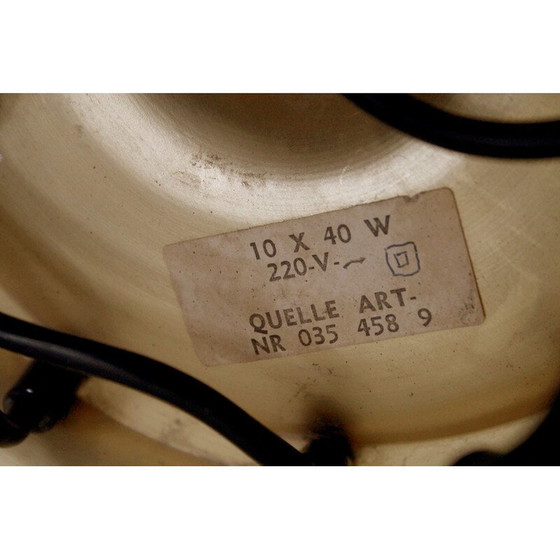 10 X 40 W
220-V-~
QUELLE ART-
NR 035 458 9